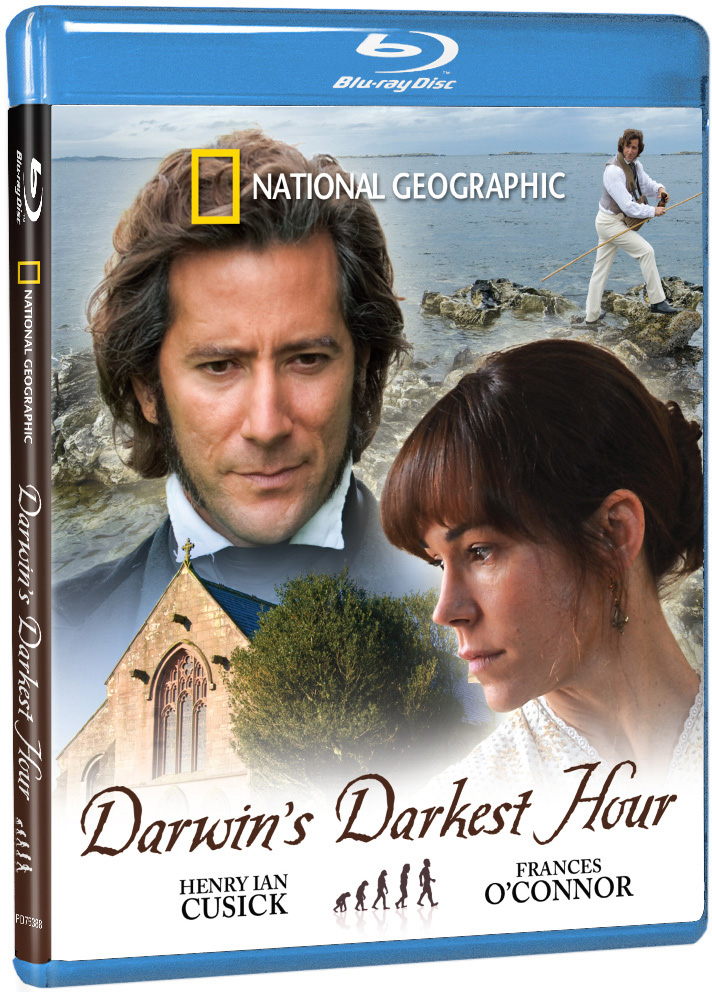 Blu-ray Disc
NATIONAL GEOGRAPHIC
Darwin's Darkest Hour
HENRY IAN
CUSICK
FRANCES
O'CONNOR
Blu-ray Disc
NATIONAL GEOGRAPHIC
Darwin's Darkest Hour
PD75388